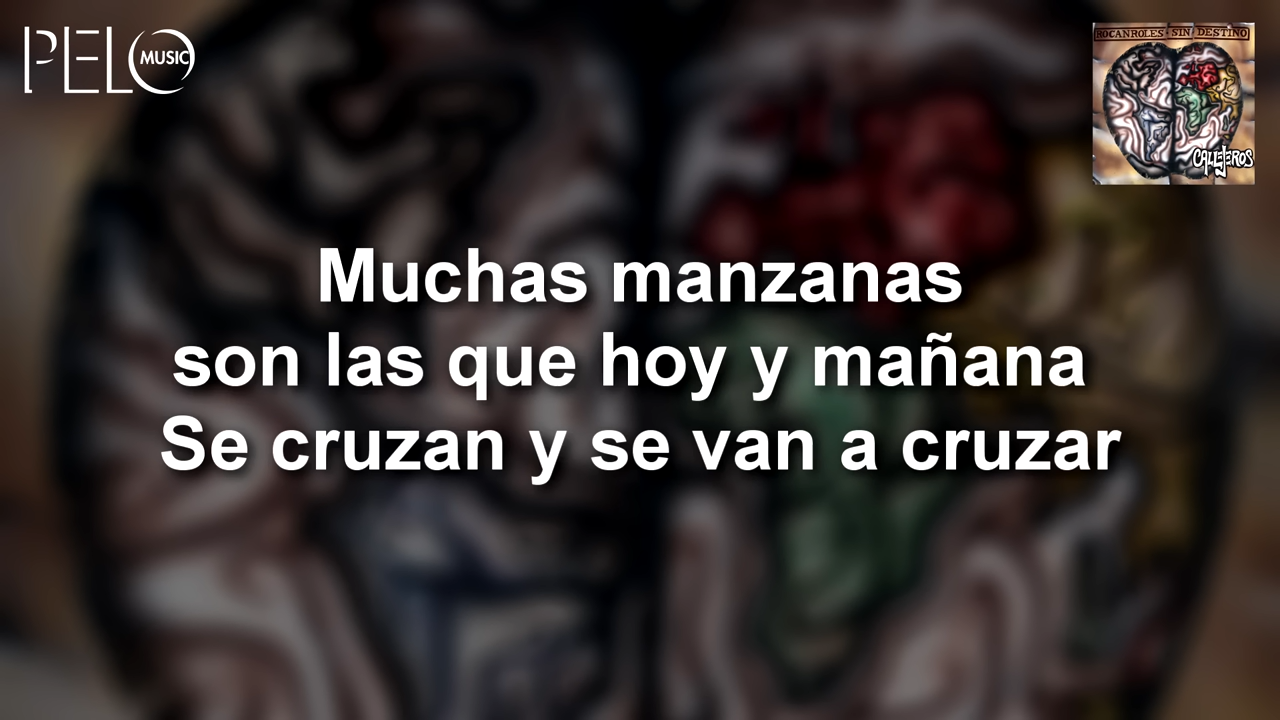 PELO MUSIC
ROCANROLES SIN DESTINO
CALLEJEROS
Muchas manzanas
son las que hoy y mañana
Se cruzan y se van a cruzar